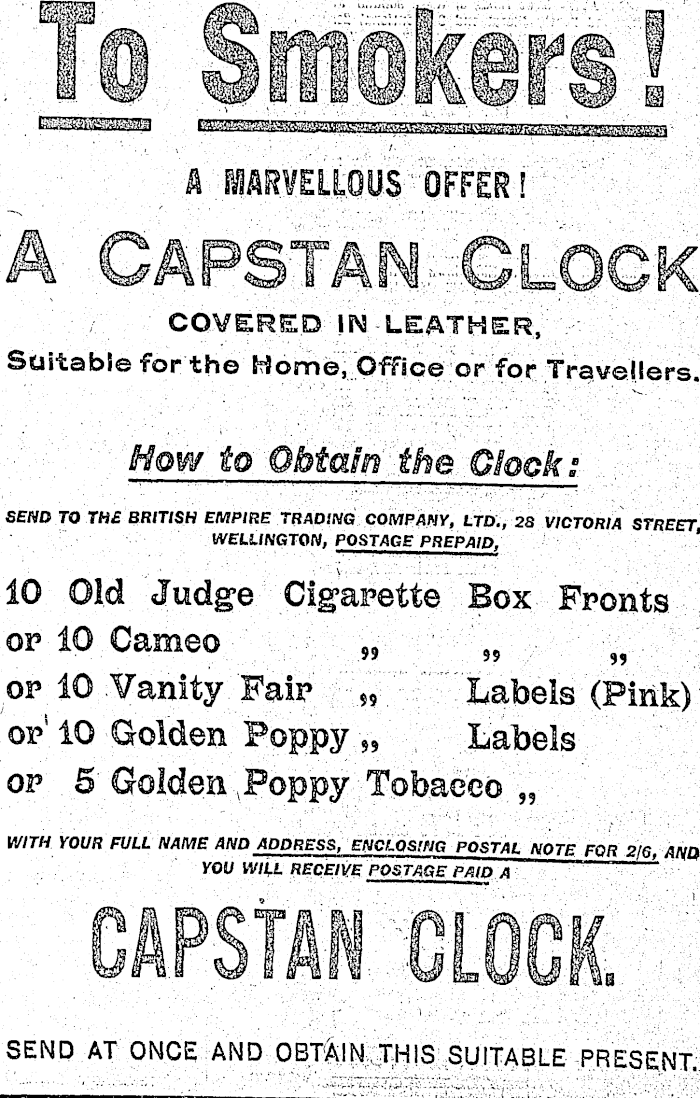 To Smokers!
A MARVELLOUS OFFER!
A CAPSTAN CLOCK
COVERED IN LEATHER,
Suitable for the Home, Office or for Travellers.
How to Obtain the Clock:
SEND TO THE BRITISH EMPIRE TRADING COMPANY, LTD., 28 VICTORIA STREET,
WELLINGTON, POSTAGE PREPAID,
10 Old Judge Cigarette Box Fronts
or 10 Cameo „ „ „
or 10 Vanity Fair „ Labels (Pink)
or 10 Golden Poppy „ Labels
or 5 Golden Poppy Tobacco „
WITH YOUR FULL NAME AND ADDRESS, ENCLOSING POSTAL NOTE FOR 2/6, AND
YOU WILL RECEIVE POSTAGE PAID A
CAPSTAN CLOCK.
SEND AT ONCE AND OBTAIN THIS SUITABLE PRESENT.